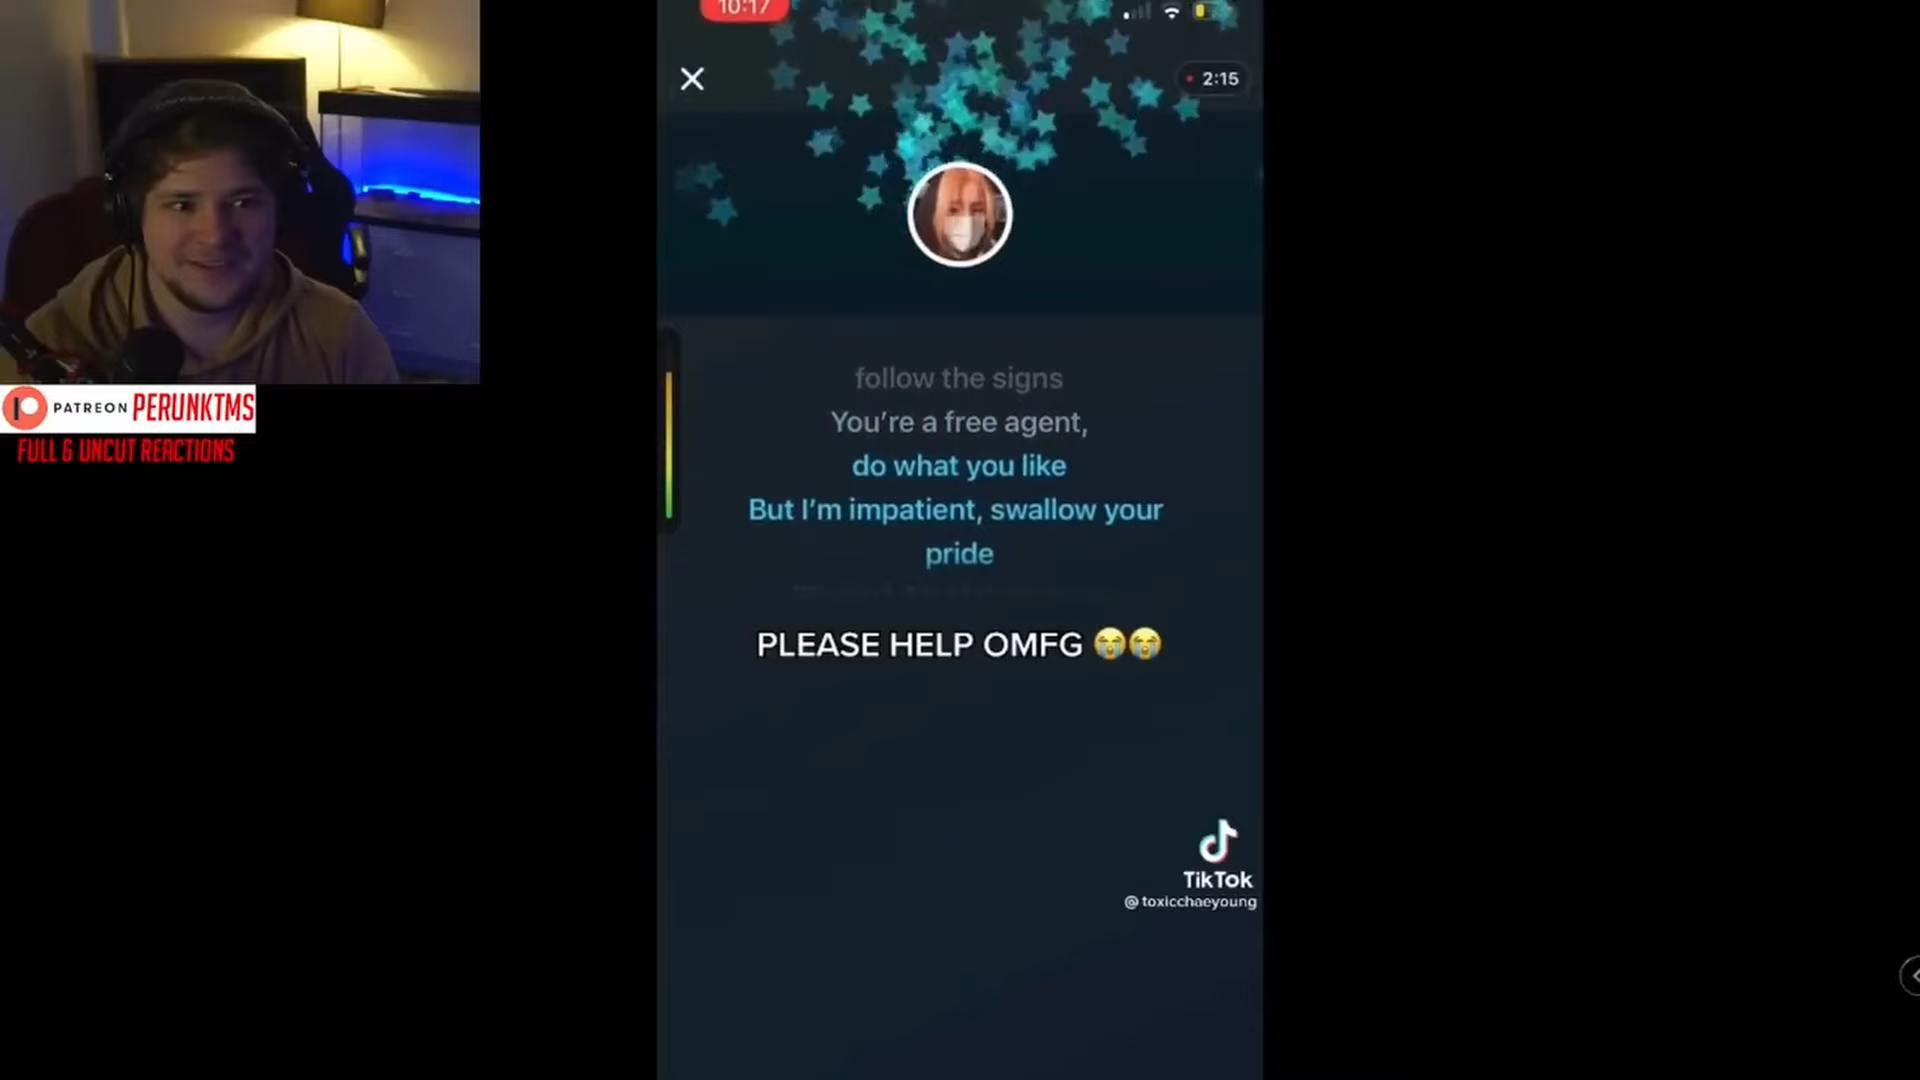 10:17
2:15
PATREON PERUNKTMS
FULL & UNCUT REACTIONS
follow the signs
You're a free agent,
do what you like
But I'm impatient, swallow your
pride
PLEASE HELP OMFG 😭😭
TikTok
@toxicchaeyoung